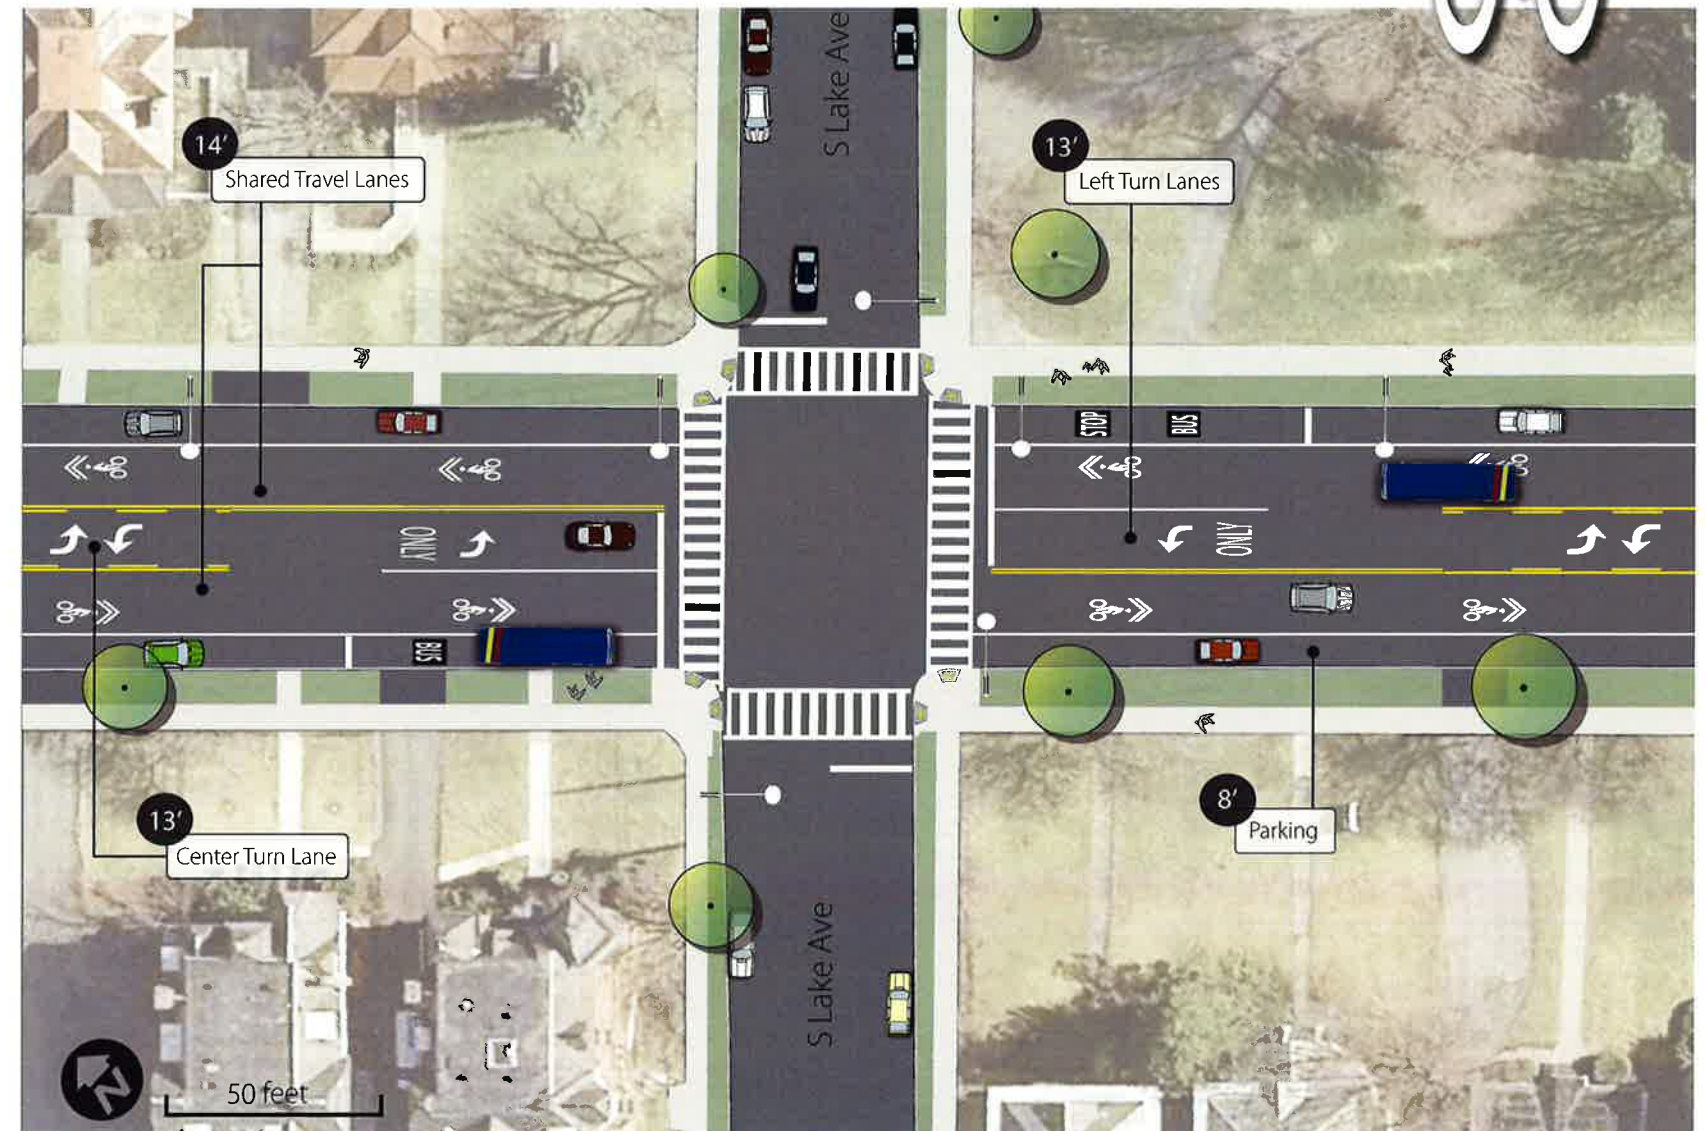 S Lake Ave
14'
Shared Travel Lanes
13'
Left Turn Lanes
STOP
BUS
ONLY
ONLY
BUS
8'
Parking
13'
Center Turn Lane
S Lake Ave
N
50 feet